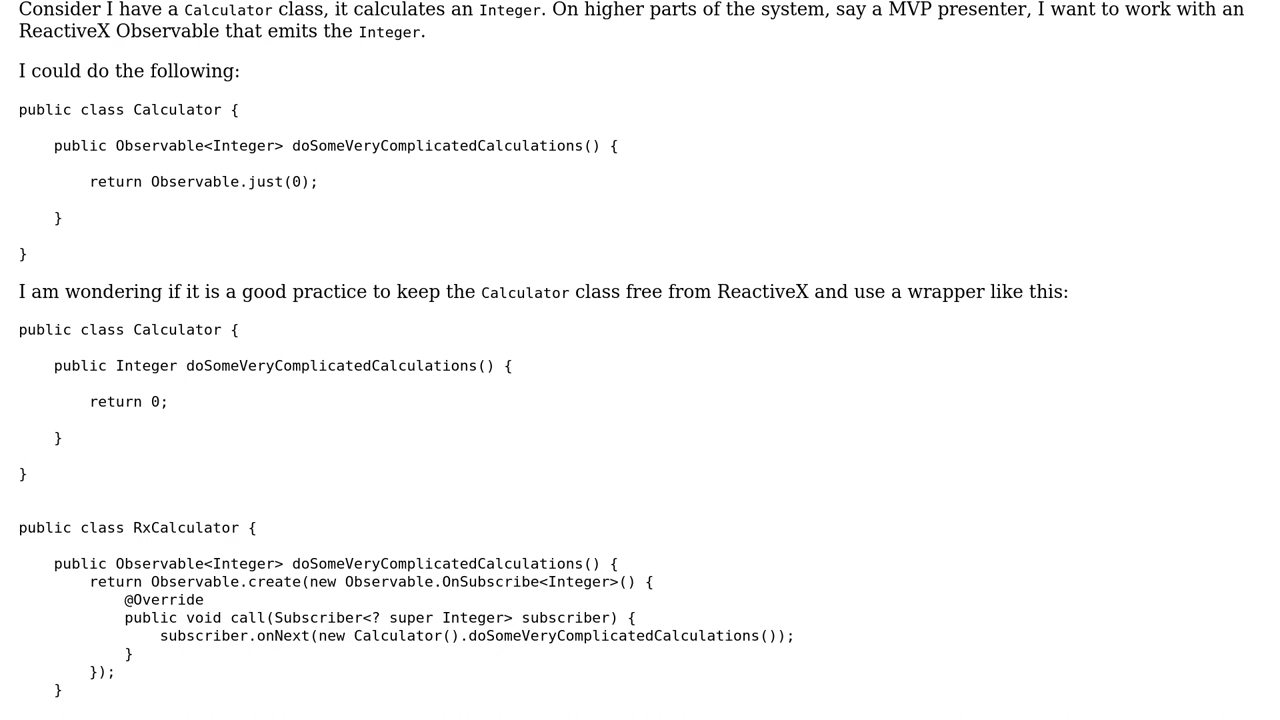 Consider I have a Calculator class, it calculates an Integer. On higher parts of the system, say a MVP presenter, I want to work with an
ReactiveX Observable that emits the Integer.
I could do the following:
public class Calculator {
    public Observable<Integer> doSomeVeryComplicatedCalculations() {
        return Observable.just(0);
    }
}
I am wondering if it is a good practice to keep the Calculator class free from ReactiveX and use a wrapper like this:
public class Calculator {
    public Integer doSomeVeryComplicatedCalculations() {
        return 0;
    }
}
public class RxCalculator {
    public Observable<Integer> doSomeVeryComplicatedCalculations() {
        return Observable.create(new Observable.OnSubscribe<Integer>() {
            @Override
            public void call(Subscriber<? super Integer> subscriber) {
                subscriber.onNext(new Calculator().doSomeVeryComplicatedCalculations());
            }
        });
    }